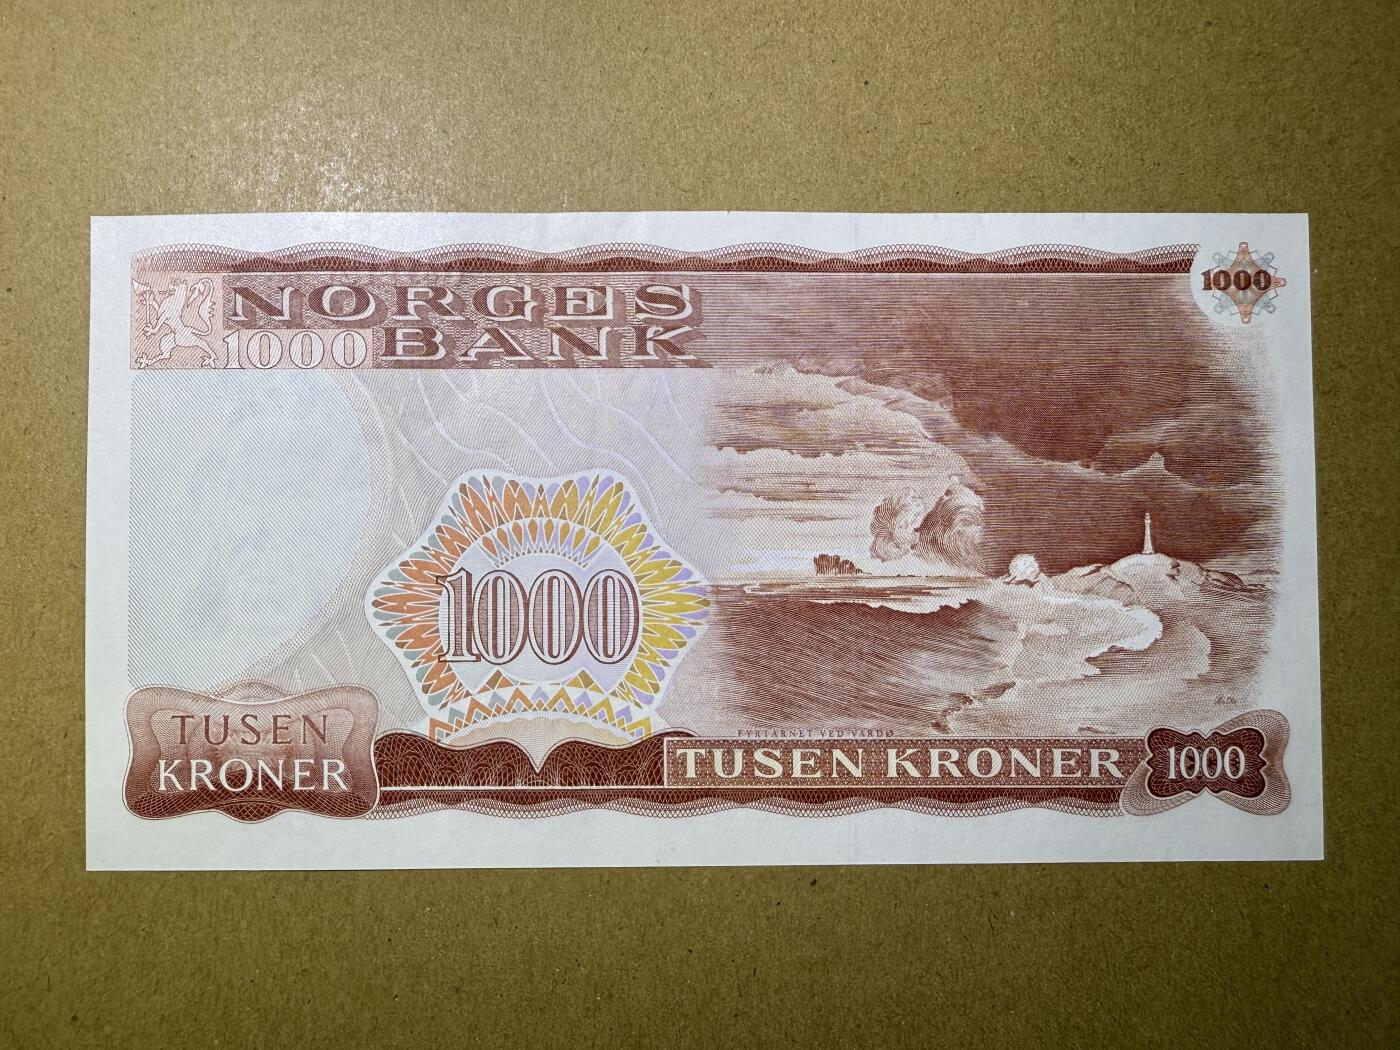 NORGES
1000 BANK
1000
1000
TUSEN
KRONER
FYRTÅRNET VED VARDØ
TUSEN KRONER
1000